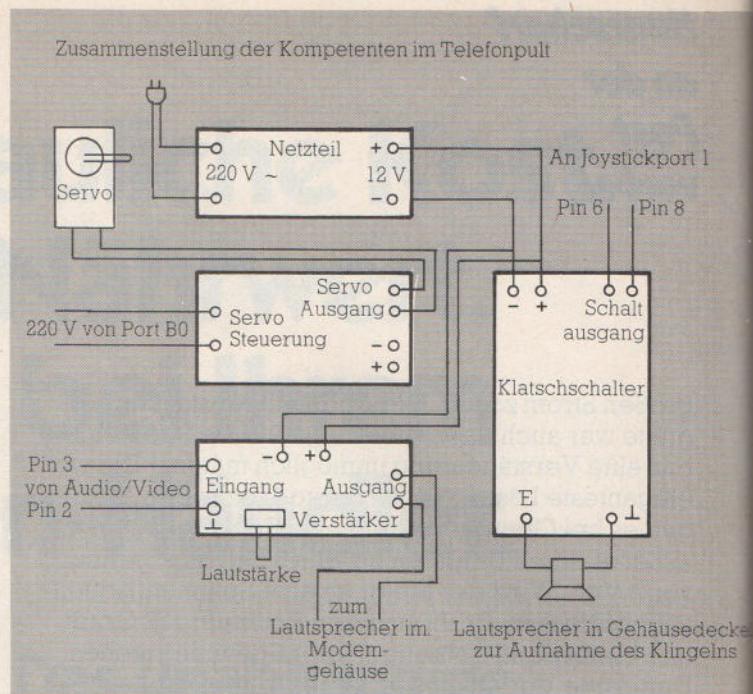 Zusammenstellung der Kompetenten im Telefonpult
Netzteil
220 V ~
+
12 V
-
Servo
An Joystickport 1
Pin 6
Pin 8
Servo
Ausgang
Servo
Steuerung
-
+
220 V von Port B0
- +
Schalt
ausgang
Klatschschalter
E
⊥
- +
Pin 3
von Audio/Video
Pin 2
Eingang
⊥
Ausgang
Verstärker
Lautstärke
zum
Lautsprecher im
Modem-
gehäuse
Lautsprecher in Gehäusedecke
zur Aufnahme des Klingelns